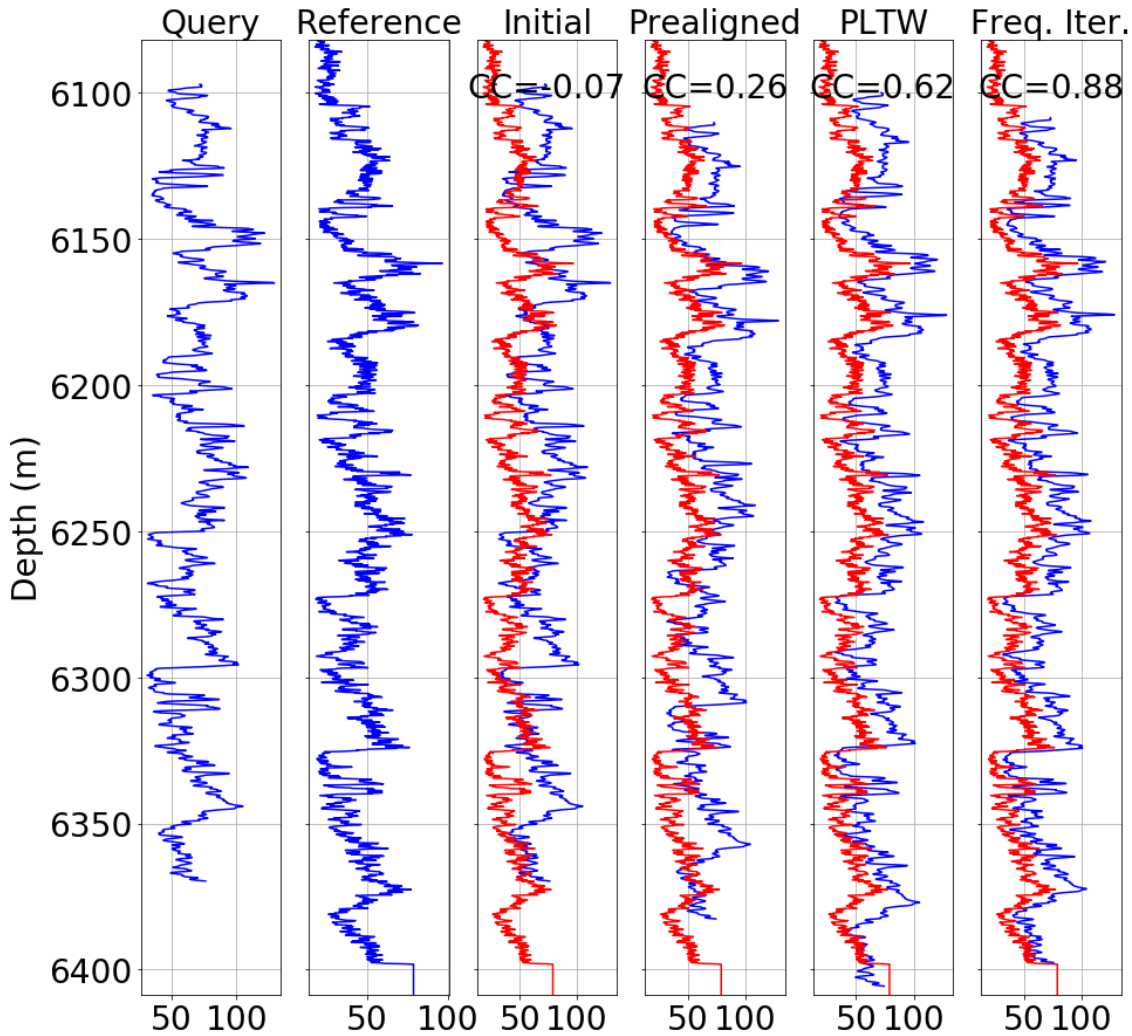 Query Reference Initial Prealigned PLTW Freq. Iter.
CC=-0.07 CC=0.26 CC=0.62 CC=0.88
6100
6150
6200
6250
6300
6350
6400
Depth (m)
50 100 50 100 50 100 50 100 50 100 50 100